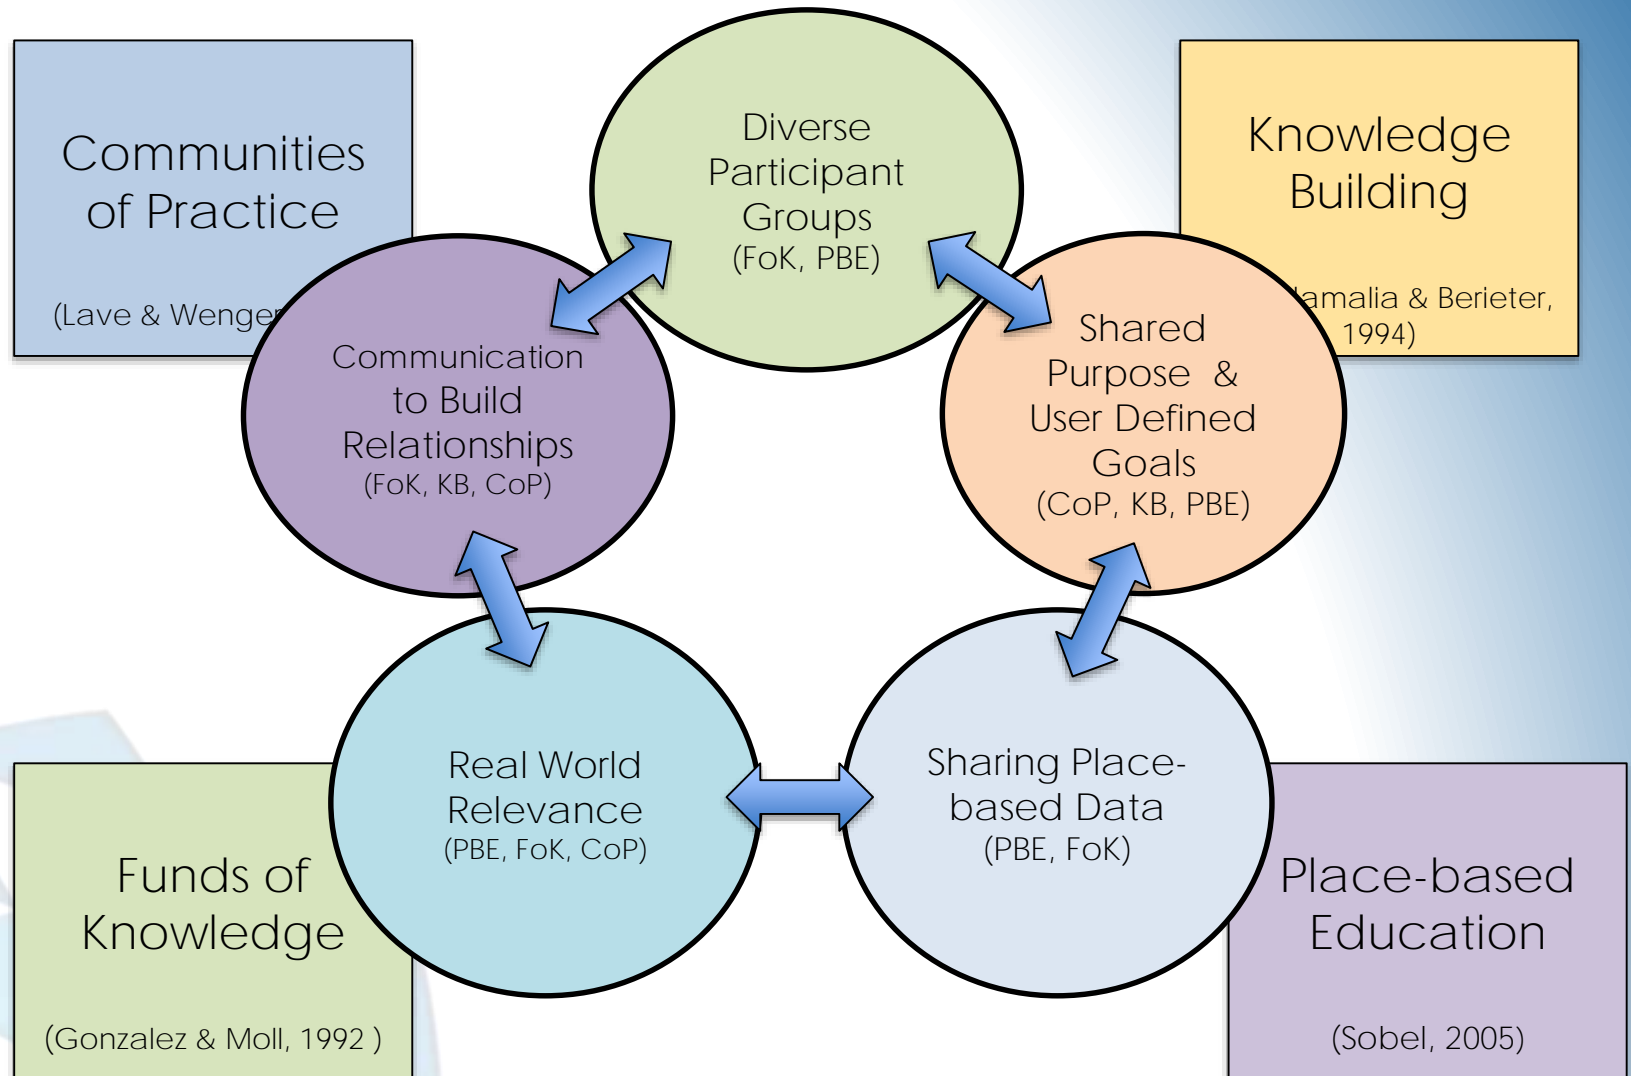 Communities
of Practice
(Lave & Wenger
Diverse
Participant
Groups
(FoK, PBE)
Knowledge
Building
& Berieter,
1994)
Communication
to Build
Relationships
(FoK, KB, CoP)
Shared
Purpose &
User Defined
Goals
(CoP, KB, PBE)
Real World
Relevance
(PBE, FoK, CoP)
Sharing Place-
based Data
(PBE, FoK)
Funds of
Knowledge
(Gonzalez & Moll, 1992 )
Place-based
Education
(Sobel, 2005)